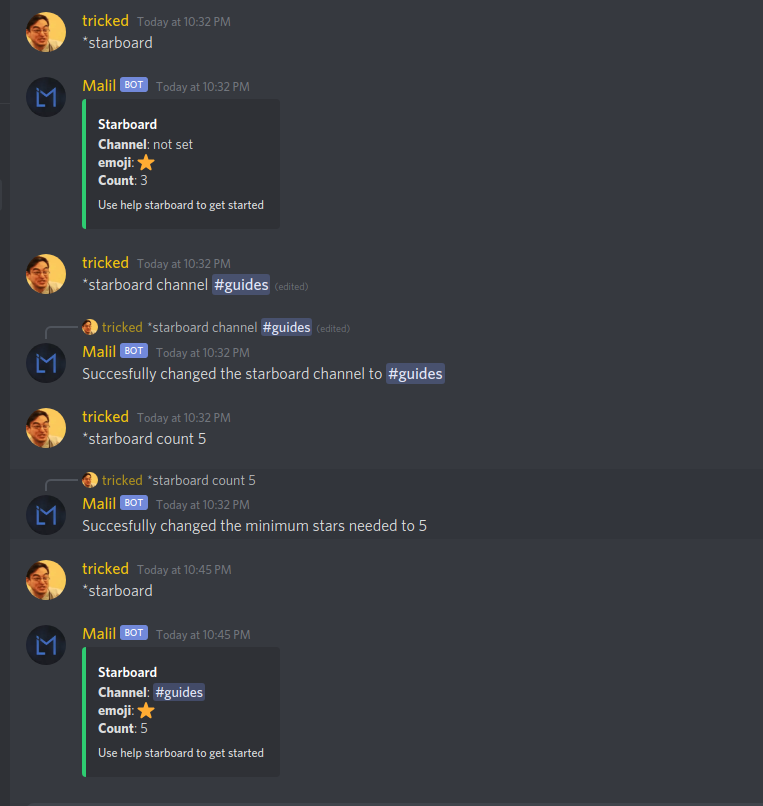 tricked Today at 10:32 PM
*starboard
Malil BOT Today at 10:32 PM
Starboard
Channel: not set
emoji: ⭐
Count: 3
Use help starboard to get started
tricked Today at 10:32 PM
*starboard channel #guides (edited)
tricked *starboard channel #guides (edited)
Malil BOT Today at 10:32 PM
Succesfully changed the starboard channel to #guides
tricked Today at 10:32 PM
*starboard count 5
tricked *starboard count 5
Malil BOT Today at 10:32 PM
Succesfully changed the minimum stars needed to 5
tricked Today at 10:45 PM
*starboard
Malil BOT Today at 10:45 PM
Starboard
Channel: #guides
emoji: ⭐
Count: 5
Use help starboard to get started